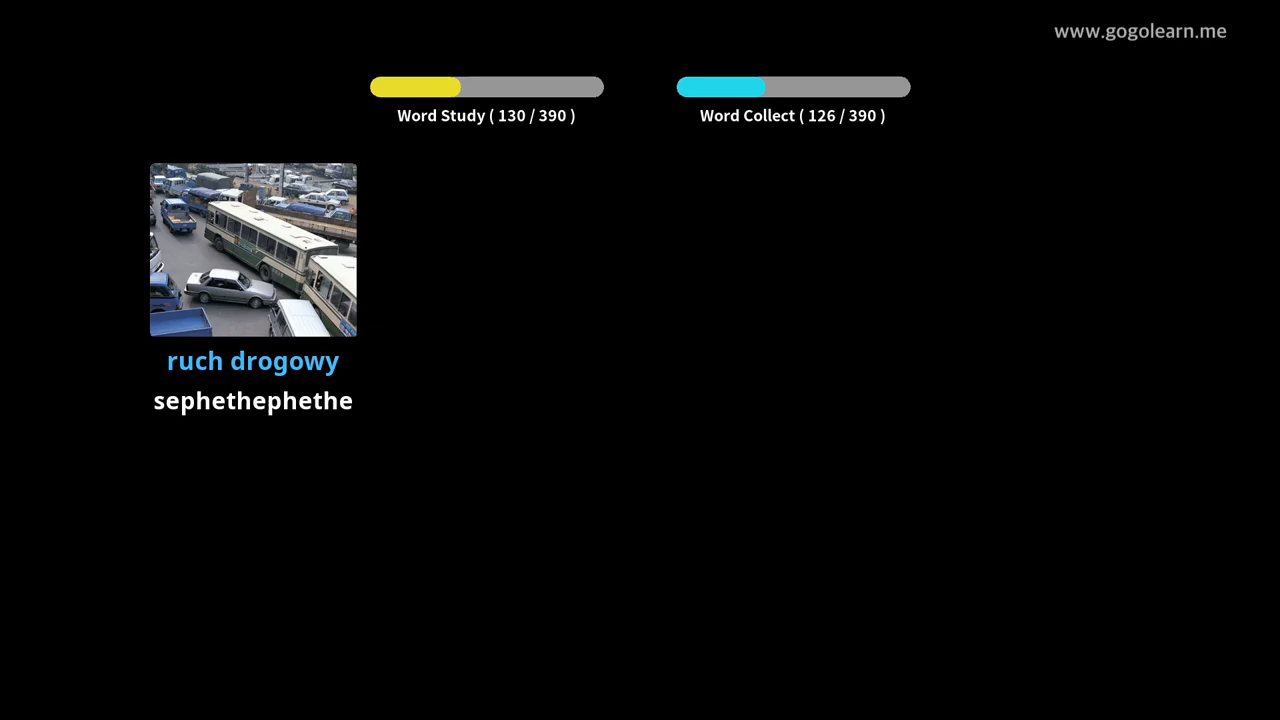 www.gogolearn.me
Word Study ( 130 / 390 )
Word Collect ( 126 / 390 )
ruch drogowy
sephethephethe